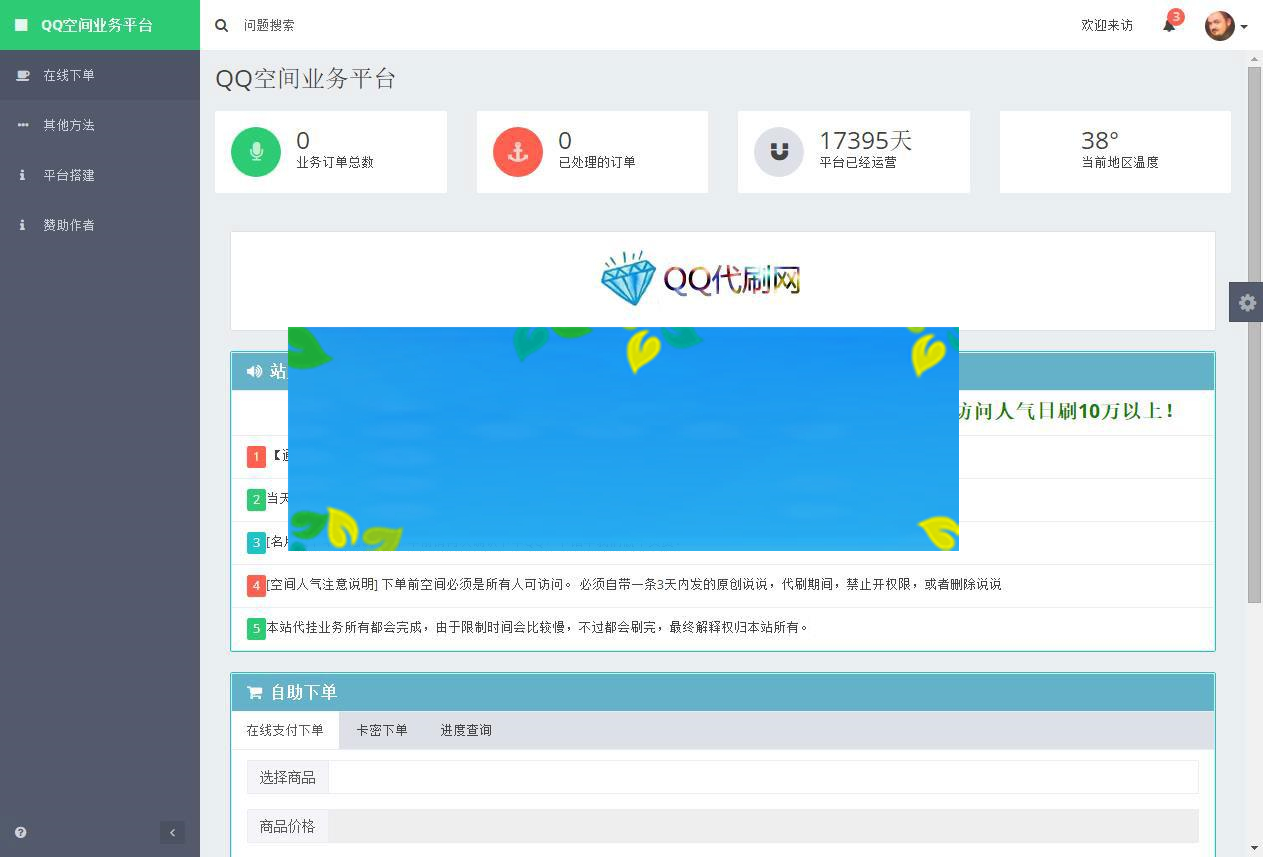 QQ空间业务平台
问题搜索
欢迎来访
3
在线下单
其他方法
平台搭建
赞助作者
QQ空间业务平台
0
业务订单总数
0
已处理的订单
17395天
平台已经运营
38°
当前地区温度
QQ代刷网
站
访问人气日刷10万以上！
1 【通
2 当天
3 [名片
4 [空间人气注意说明] 下单前空间必须是所有人可访问。 必须自带一条3天内发的原创说说，代刷期间，禁止开权限，或者删除说说
5 本站代挂业务所有都会完成，由于限制时间会比较慢，不过都会刷完，最终解释权归本站所有。
自助下单
在线支付下单 卡密下单 进度查询
选择商品
商品价格